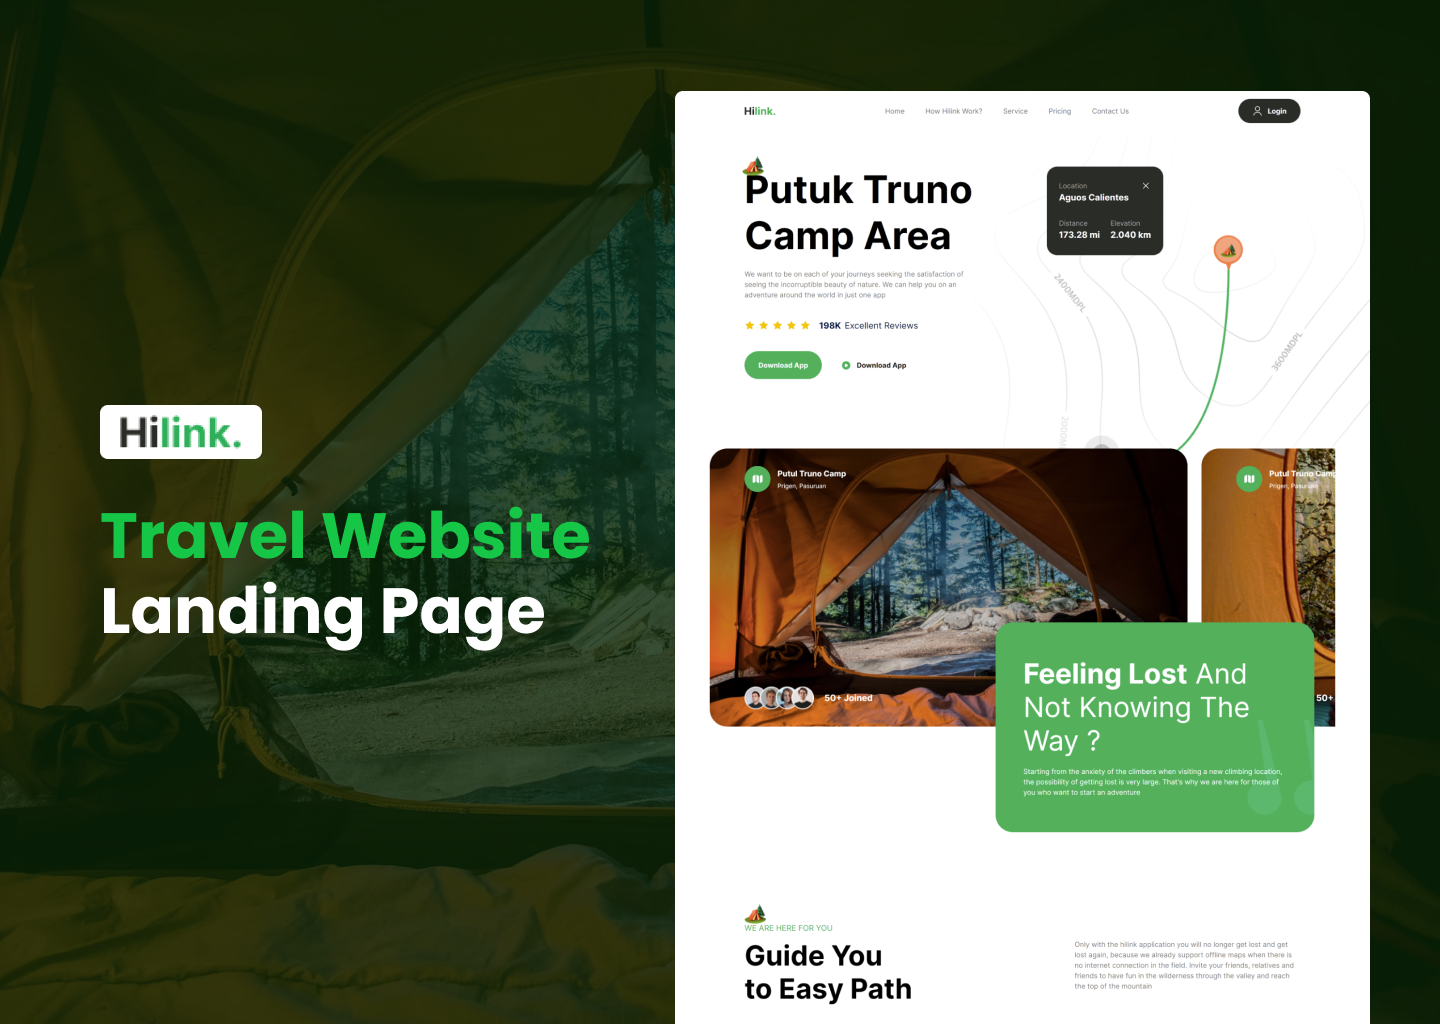 Hilink.
Travel Website
Landing Page
Hilink.
Home
How Hilink Work?
Service
Pricing
Contact Us
Login
Putuk Truno
Camp Area
We want to be on each of your journeys seeking the satisfaction of
seeing the incorruptible beauty of nature. We can help you on an
adventure around the world in just one app
198K Excellent Reviews
Download App
Download App
Location
Aguos Calientes
Distance
Elevation
173.28 mi
2.040 km
2400MDPL
3600MDPL
Putul Truno Camp
Prigen, Pasuruan
50+ Joined
Putul Truno Camp
Prigen, Pasuruan
50+
Feeling Lost And
Not Knowing The
Way ?
Starting from the anxiety of the climbers when visiting a new climbing location,
the possibility of getting lost is very large. That's why we are here for those of
you who want to start an adventure
WE ARE HERE FOR YOU
Guide You
to Easy Path
Only with the hilink application you will no longer get lost and get
lost again, because we already support offline maps when there is
no internet connection in the field. Invite your friends, relatives and
friends to have fun in the wilderness through the valley and reach
the top of the mountain